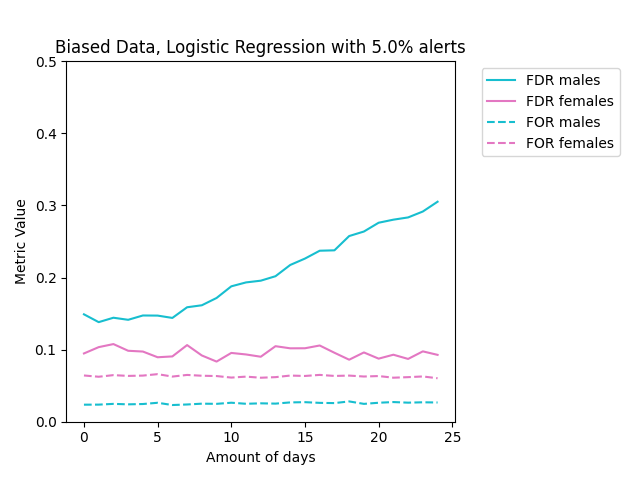 Biased Data, Logistic Regression with 5.0% alerts
FDR males
FDR females
FOR males
FOR females
0.5
0.4
0.3
0.2
0.1
0.0
Metric Value
0
5
10
15
20
25
Amount of days